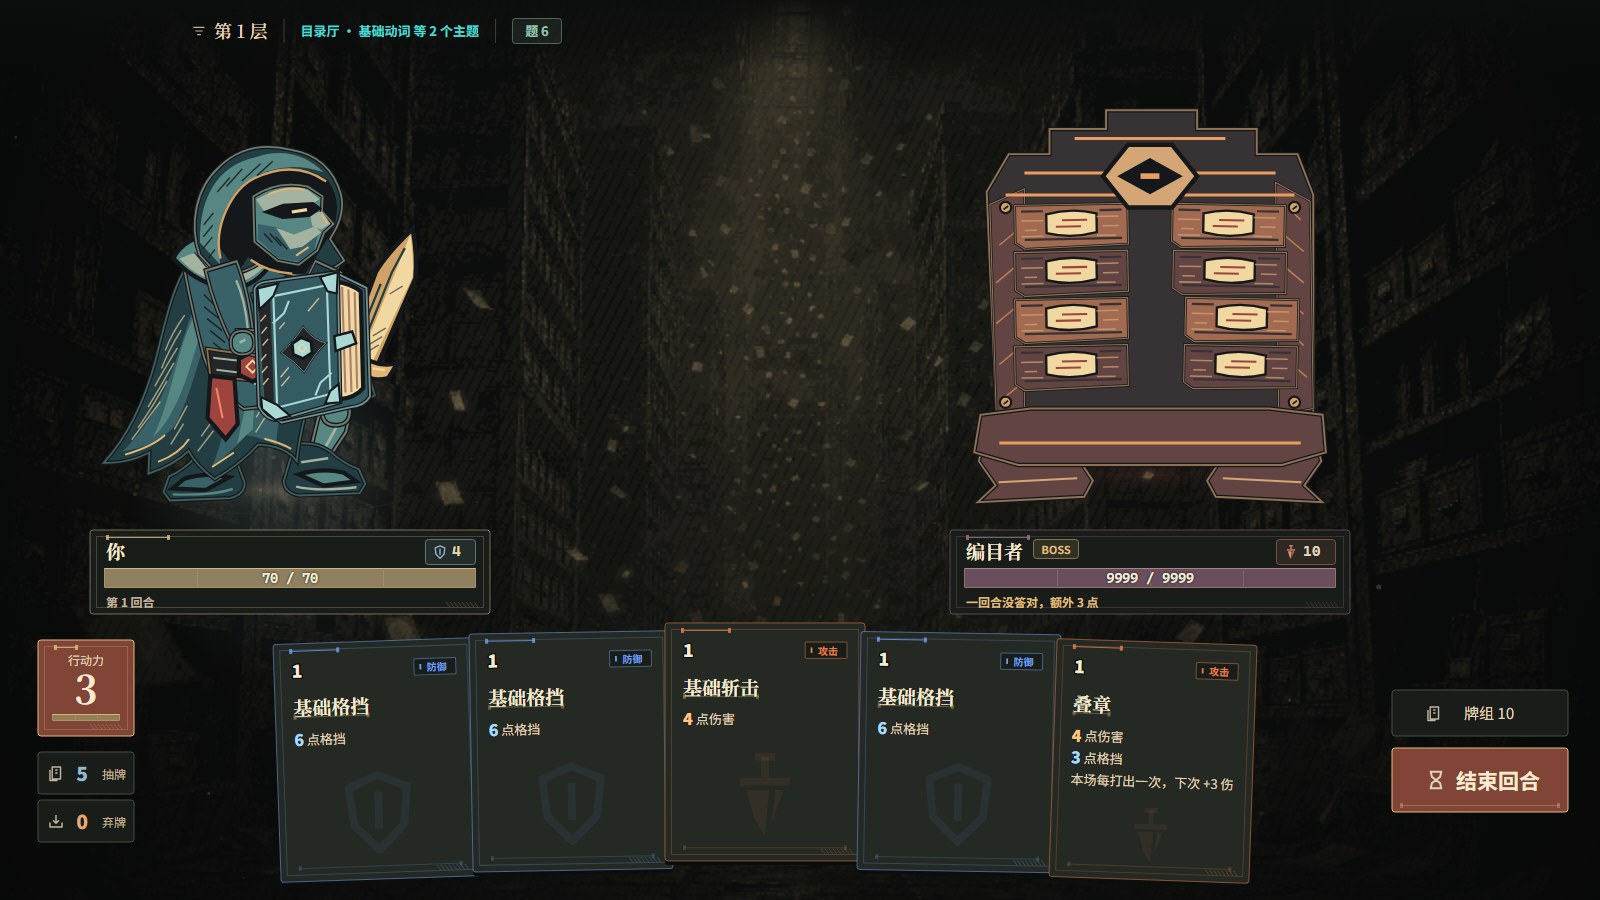 第1层
目录厅 · 基础动词 等2个主题
题6
你
4
70 / 70
第1回合
编目者
BOSS
10
9999 / 9999
一回合没答对，额外3点
行动力
3
5 抽牌
0 弃牌
1
防御
基础格挡
6点格挡
1
防御
基础格挡
6点格挡
1
攻击
基础斩击
4点伤害
1
防御
基础格挡
6点格挡
1
攻击
叠章
4点伤害
3点格挡
本场每打出一次，下次 +3 伤
牌组 10
结束回合